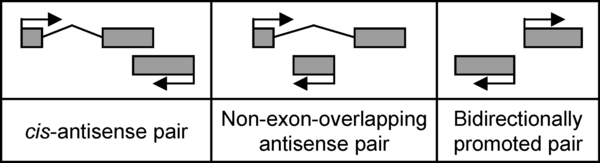 cis-antisense pair
Non-exon-overlapping
antisense pair
Bidirectionally
promoted pair